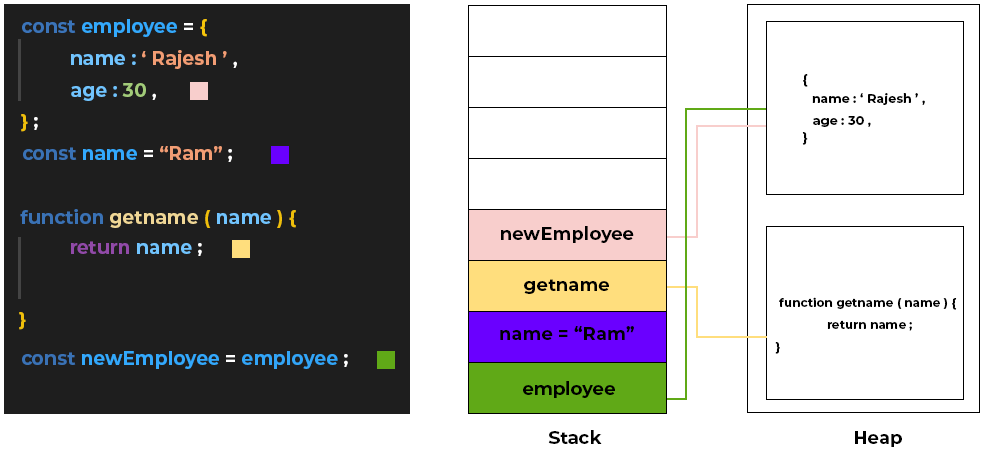 const employee = {
name : ‘ Rajesh ’ ,
age : 30 ,
} ;
const name = “Ram” ;
function getname ( name ) {
return name ;
}
const newEmployee = employee ;
newEmployee
getname
name = “Ram”
employee
Stack
{
name : ‘ Rajesh ’ ,
age : 30 ,
}
function getname ( name ) {
return name ;
}
Heap